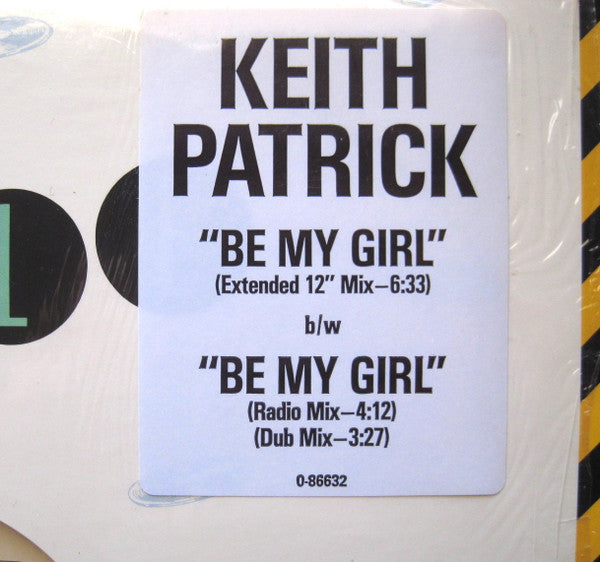 KEITH
PATRICK
"BE MY GIRL"
(Extended 12" Mix–6:33)
b/w
"BE MY GIRL"
(Radio Mix–4:12)
(Dub Mix–3:27)
0-86632